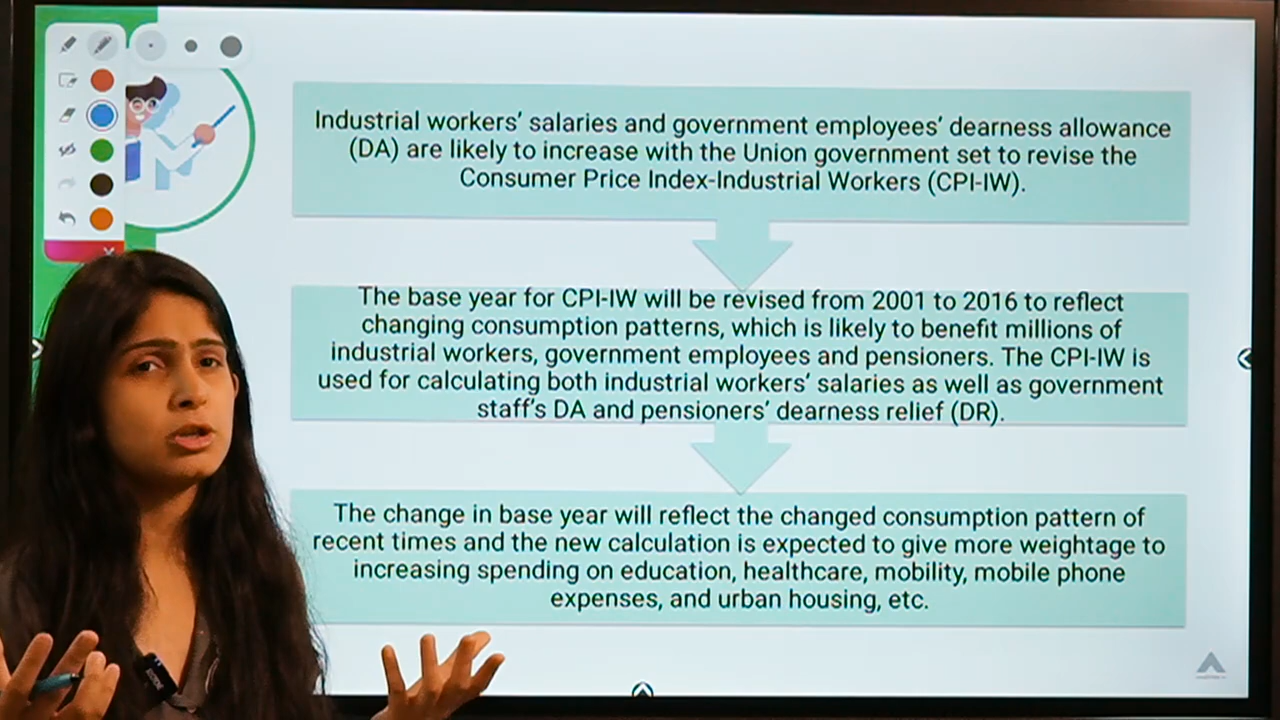 Industrial workers' salaries and government employees' dearness allowance
(DA) are likely to increase with the Union government set to revise the
Consumer Price Index-Industrial Workers (CPI-IW).
The base year for CPI-IW will be revised from 2001 to 2016 to reflect
changing consumption patterns, which is likely to benefit millions of
industrial workers, government employees and pensioners. The CPI-IW is
used for calculating both industrial workers' salaries as well as government
staff's DA and pensioners' dearness relief (DR).
The change in base year will reflect the changed consumption pattern of
recent times and the new calculation is expected to give more weightage to
increasing spending on education, healthcare, mobility, mobile phone
expenses, and urban housing, etc.